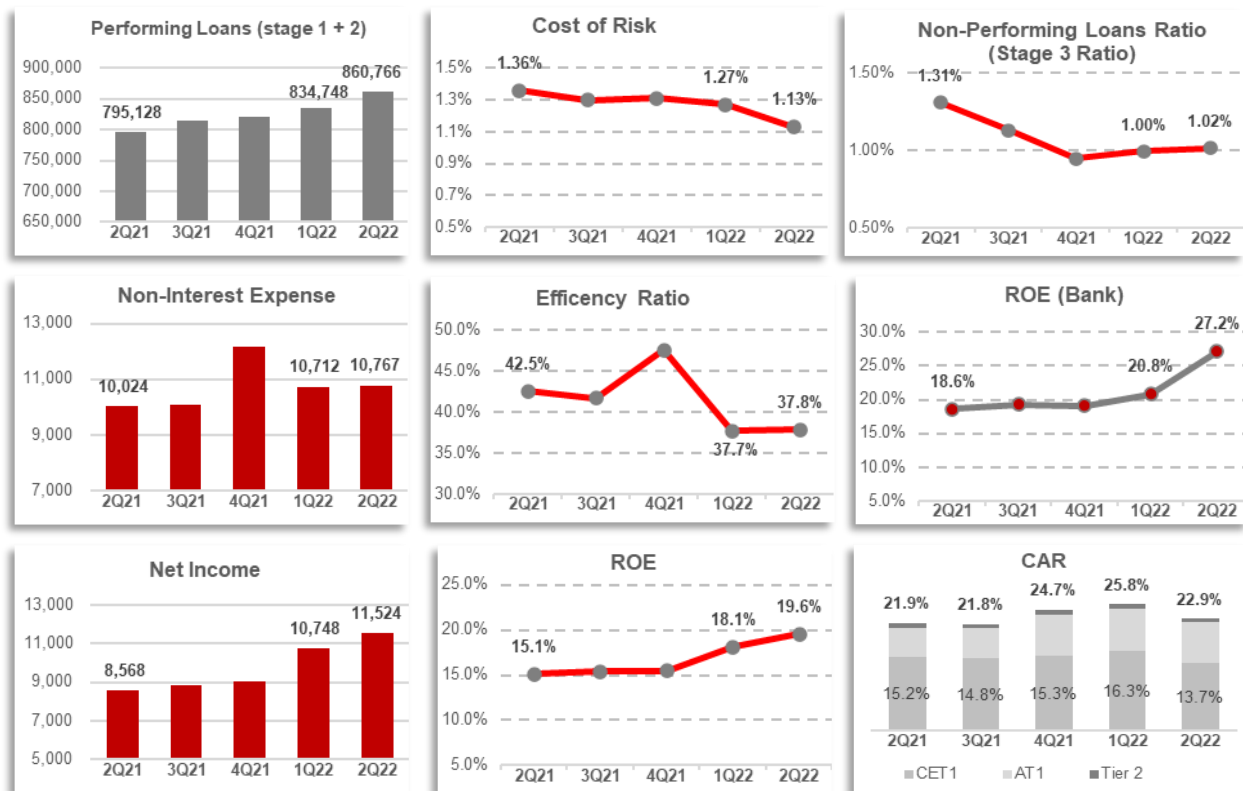 Performing Loans (stage 1 + 2)
900,000
850,000
800,000
750,000
700,000
650,000
795,128
834,748
860,766
2Q21 3Q21 4Q21 1Q22 2Q22
Cost of Risk
1.5%
1.3%
1.1%
0.9%
0.7%
0.5%
1.36%
1.27%
1.13%
2Q21 3Q21 4Q21 1Q22 2Q22
Non-Performing Loans Ratio
(Stage 3 Ratio)
1.50%
1.00%
0.50%
1.31%
1.00%
1.02%
2Q21 3Q21 4Q21 1Q22 2Q22
Non-Interest Expense
13,000
11,000
9,000
7,000
10,024
10,712
10,767
2Q21 3Q21 4Q21 1Q22 2Q22
Efficency Ratio
50.0%
45.0%
40.0%
35.0%
30.0%
42.5%
37.7%
37.8%
2Q21 3Q21 4Q21 1Q22 2Q22
ROE (Bank)
30.0%
25.0%
20.0%
15.0%
10.0%
5.0%
18.6%
20.8%
27.2%
2Q21 3Q21 4Q21 1Q22 2Q22
Net Income
13,000
11,000
9,000
7,000
5,000
8,568
10,748
11,524
2Q21 3Q21 4Q21 1Q22 2Q22
ROE
25.0%
20.0%
15.0%
10.0%
5.0%
15.1%
18.1%
19.6%
2Q21 3Q21 4Q21 1Q22 2Q22
CAR
21.9% 21.8% 24.7% 25.8% 22.9%
15.2% 14.8% 15.3% 16.3% 13.7%
2Q21 3Q21 4Q21 1Q22 2Q22
CET1 AT1 Tier 2